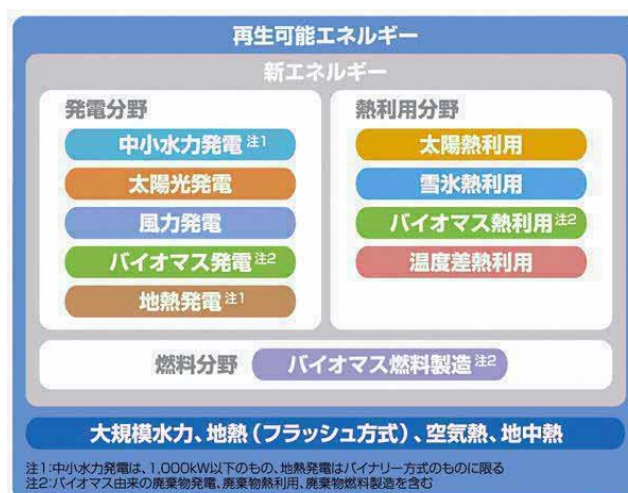 再生可能エネルギー
新エネルギー
発電分野
中小水力発電 注1
太陽光発電
風力発電
バイオマス発電 注2
地熱発電 注1
熱利用分野
太陽熱利用
雪氷熱利用
バイオマス熱利用 注2
温度差熱利用
燃料分野 バイオマス燃料製造 注2
大規模水力、地熱(フラッシュ方式)、空気熱、地中熱
注1:中小水力発電は、1,000kW以下のもの、地熱発電はバイナリー方式のものに限る
注2:バイオマス由来の廃棄物発電、廃棄物熱利用、廃棄物燃料製造を含む